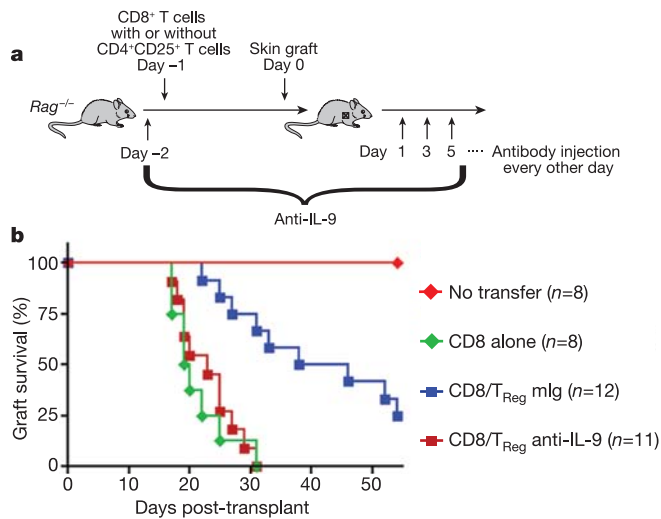 a
CD8⁺ T cells
with or without
CD4⁺CD25⁺ T cells
Day –1
Skin graft
Day 0
Rag⁻/⁻
Day –2
Day 1 3 5 ···· Antibody injection
every other day
Anti-IL-9
b
Graft survival (%)
100
75
50
25
0
0 10 20 30 40 50
Days post-transplant
No transfer (n=8)
CD8 alone (n=8)
CD8/TReg mIg (n=12)
CD8/TReg anti-IL-9 (n=11)